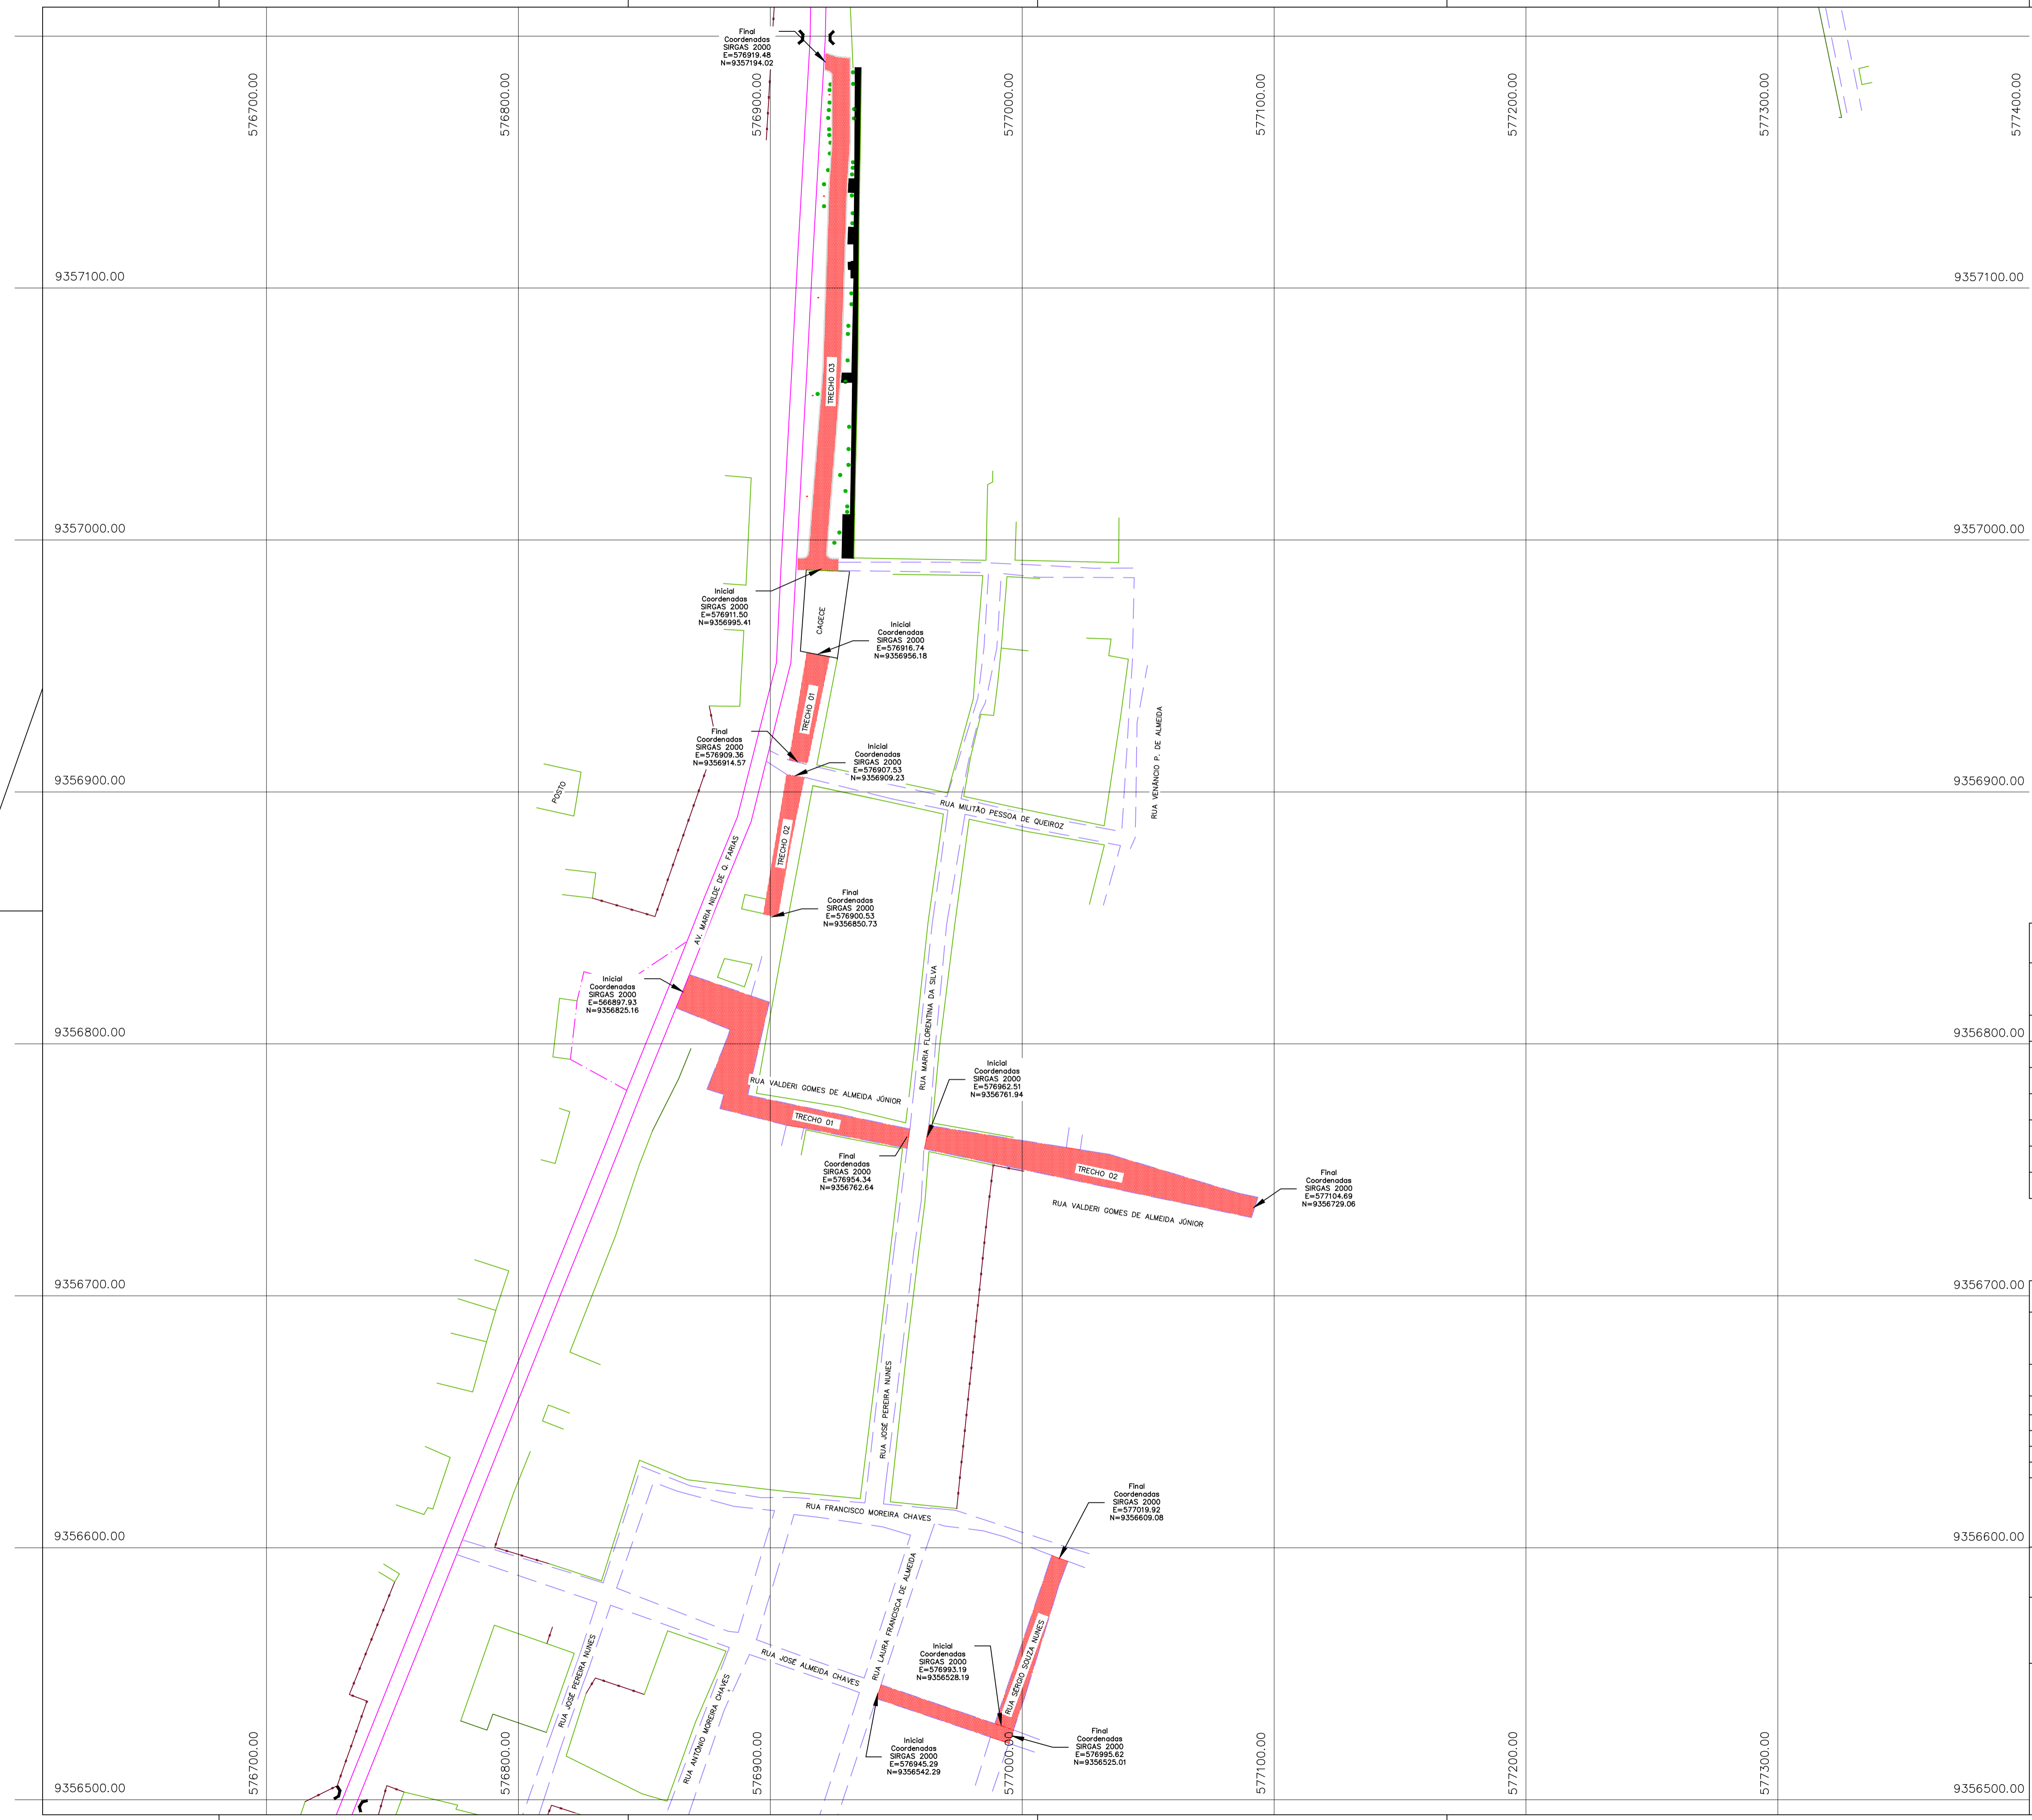 Final
Coordenadas
SIRGAS 2000
E=576919.48
N=9357194.02
576700.00
576800.00
576900.00
577000.00
577100.00
577200.00
577300.00
577400.00
9357100.00
9357100.00
TRECHO 03
9357000.00
9357000.00
Inicial
Coordenadas
SIRGAS 2000
E=576911.50
N=9356995.41
CAGECE
Inicial
Coordenadas
SIRGAS 2000
E=576916.74
N=9356956.18
TRECHO 01
Final
Coordenadas
SIRGAS 2000
E=576909.36
N=9356914.57
Inicial
Coordenadas
SIRGAS 2000
E=576907.53
N=9356909.23
RUA VENÂNCIO P. DE ALMEIDA
POSTO
9356900.00
9356900.00
RUA MILITÃO PESSOA DE QUEIROZ
TRECHO 02
AV. MARIA NILDE DE Q. FARIAS
Final
Coordenadas
SIRGAS 2000
E=576900.53
N=9356850.73
Inicial
Coordenadas
SIRGAS 2000
E=566897.93
N=9356825.16
RUA MARIA FLORENTINA DA SILVA
9356800.00
9356800.00
Inicial
Coordenadas
SIRGAS 2000
E=576962.51
N=9356761.94
RUA VALDERI GOMES DE ALMEIDA JÚNIOR
TRECHO 01
Final
Coordenadas
SIRGAS 2000
E=576954.34
N=9356762.64
TRECHO 02
Final
Coordenadas
SIRGAS 2000
E=577104.69
N=9356729.06
RUA VALDERI GOMES DE ALMEIDA JÚNIOR
9356700.00
9356700.00
RUA JOSÉ PEREIRA NUNES
RUA FRANCISCO MOREIRA CHAVES
Final
Coordenadas
SIRGAS 2000
E=577019.92
N=9356609.08
9356600.00
9356600.00
RUA LAURA FRANCISCA DE ALMEIDA
RUA JOSÉ PEREIRA NUNES
RUA JOSÉ ALMEIDA CHAVES
RUA ANTÔNIO MOREIRA CHAVES
Inicial
Coordenadas
SIRGAS 2000
E=576993.19
N=9356528.19
RUA SÉRGIO SOUZA NUNES
Inicial
Coordenadas
SIRGAS 2000
E=576945.29
N=9356542.29
Final
Coordenadas
SIRGAS 2000
E=576995.62
N=9356525.01
576700.00
576800.00
576900.00
577000.00
577100.00
577200.00
577300.00
9356500.00
9356500.00